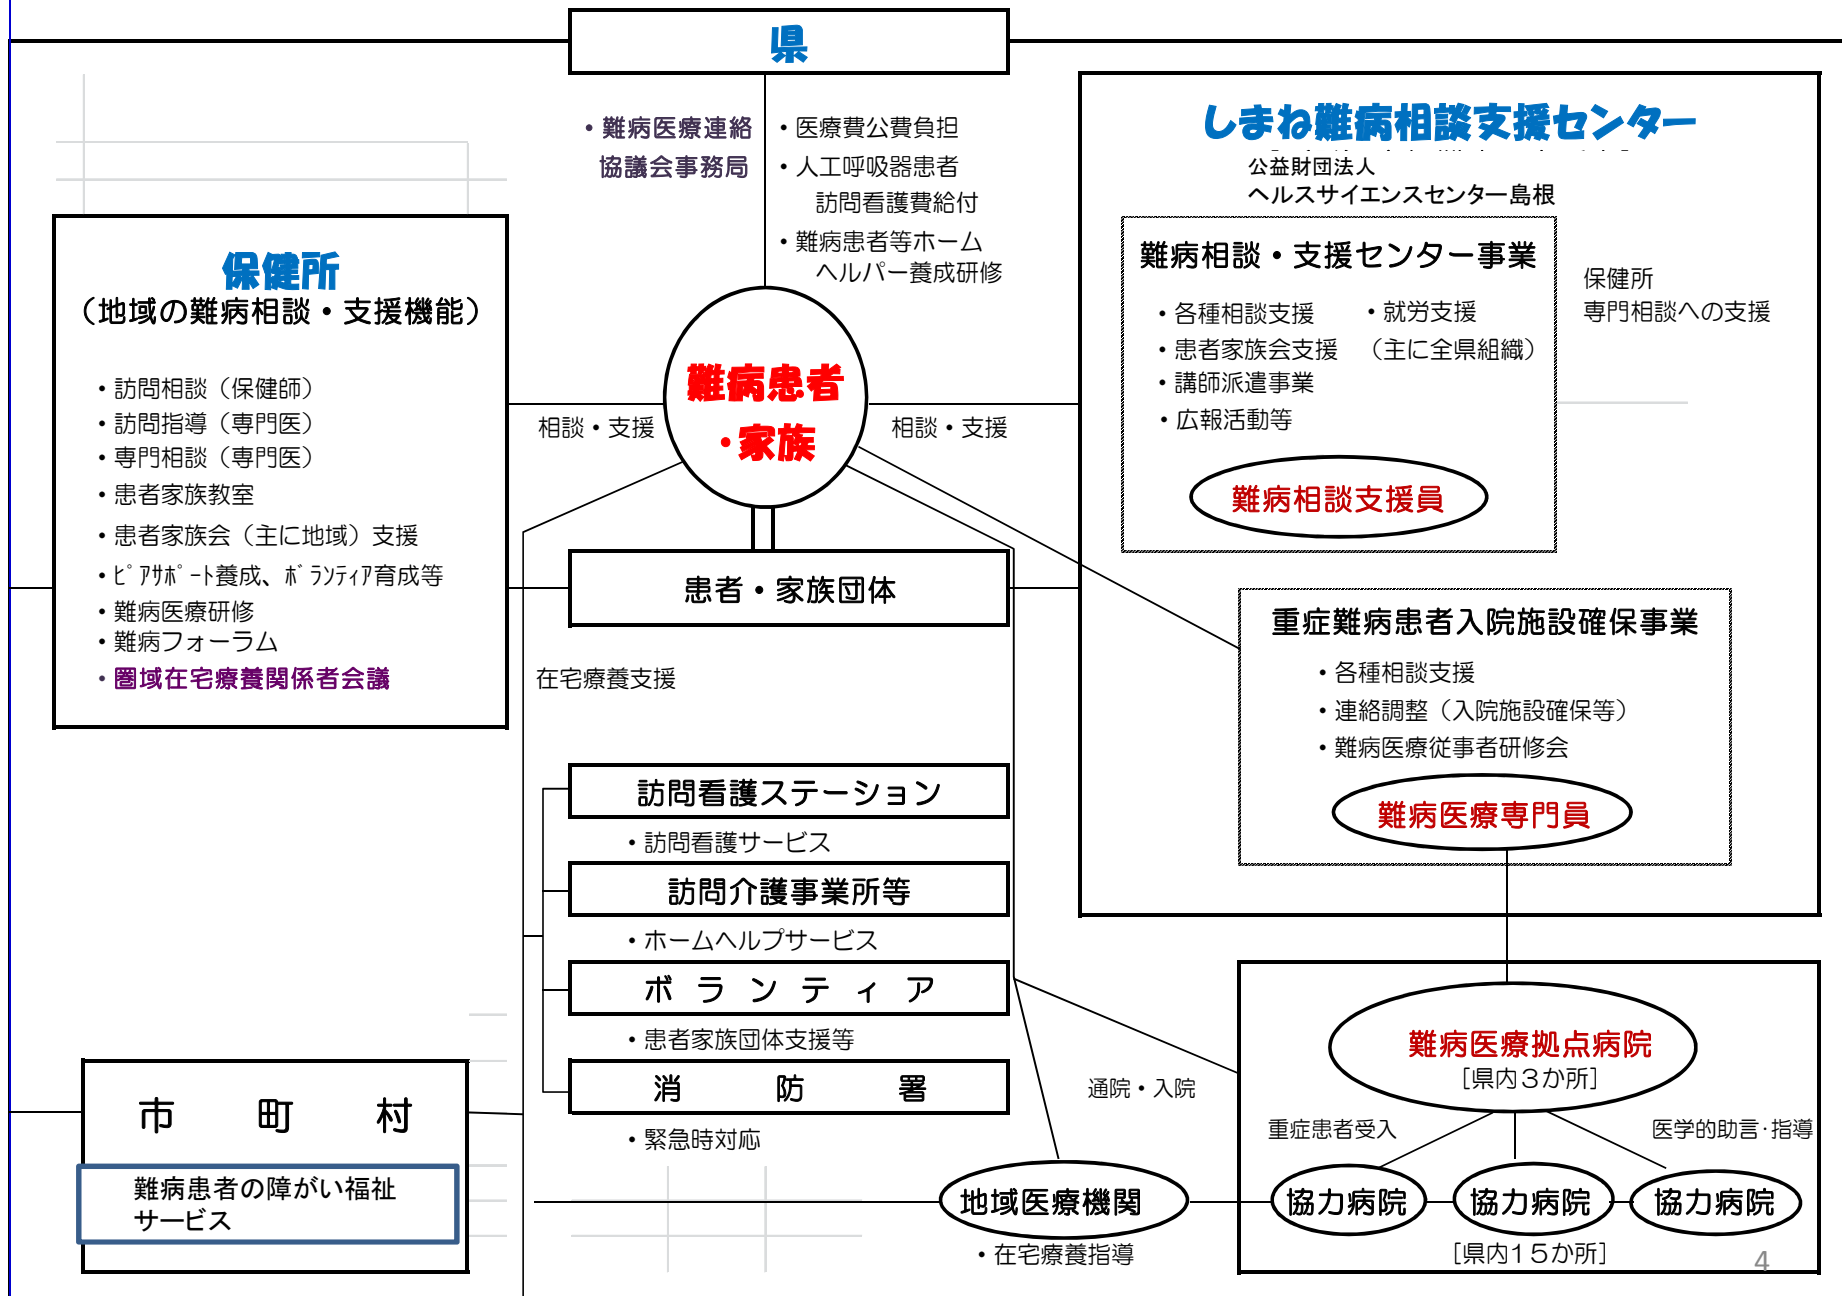 県
・難病医療連絡
協議会事務局
・医療費公費負担
・人工呼吸器患者
訪問看護費給付
・難病患者等ホーム
ヘルパー養成研修
保健所
（地域の難病相談・支援機能）
・訪問相談（保健師）
・訪問指導（専門医）
・専門相談（専門医）
・患者家族教室
・患者家族会（主に地域）支援
・ﾋﾟｱｻﾎﾟｰﾄ養成、ﾎﾞﾗﾝﾃｨｱ育成等
・難病医療研修
・難病フォーラム
・圏域在宅療養関係者会議
難病患者
・家族
相談・支援
相談・支援
患者・家族団体
在宅療養支援
しまね難病相談支援センター
公益財団法人
ヘルスサイエンスセンター島根
難病相談・支援センター事業
・各種相談支援
・就労支援
・患者家族会支援
（主に全県組織）
・講師派遣事業
・広報活動等
難病相談支援員
保健所
専門相談への支援
重症難病患者入院施設確保事業
・各種相談支援
・連絡調整（入院施設確保等）
・難病医療従事者研修会
難病医療専門員
訪問看護ステーション
・訪問看護サービス
訪問介護事業所等
・ホームヘルプサービス
ボランティア
・患者家族団体支援等
消防署
・緊急時対応
市町村
難病患者の障がい福祉
サービス
通院・入院
難病医療拠点病院
［県内３か所］
重症患者受入
医学的助言･指導
地域医療機関
・在宅療養指導
協力病院
協力病院
協力病院
［県内１５か所］
4